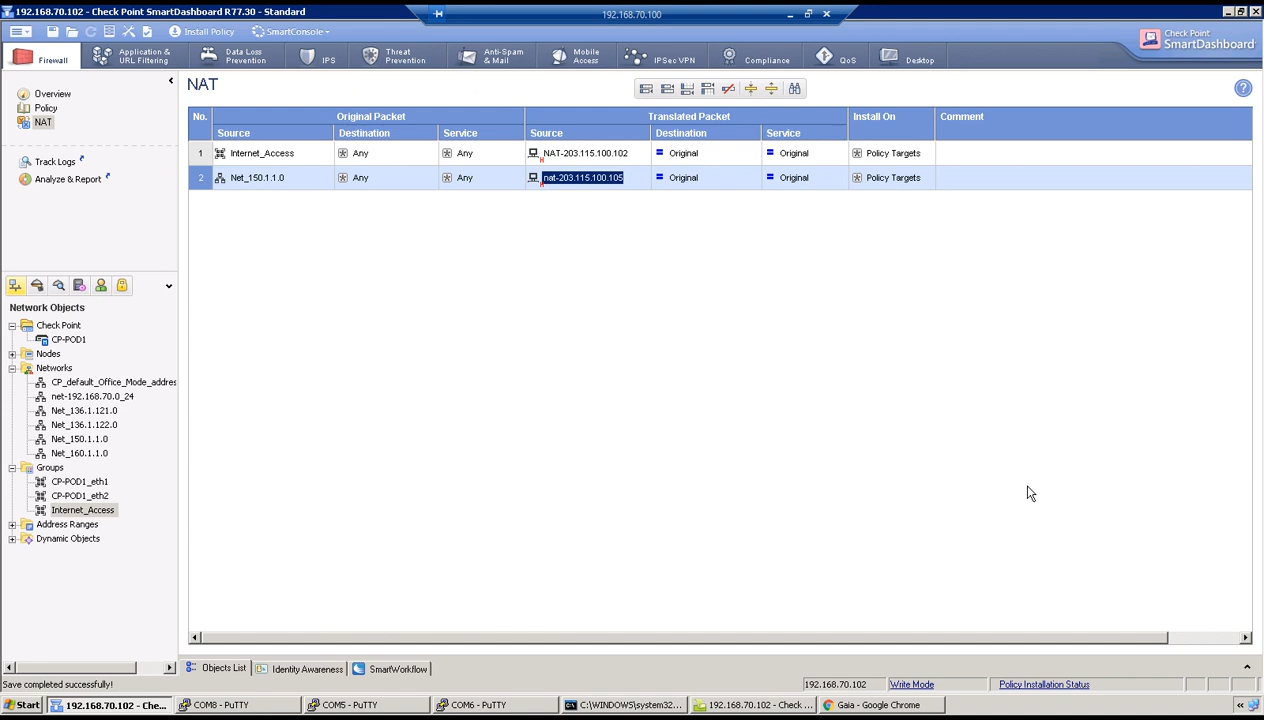 192.168.70.102 - Check Point SmartDashboard R77.30 - Standard
192.168.70.100
Install Policy
SmartConsole
Check Point
SmartDashboard
Firewall
Application &
URL Filtering
Data Loss
Prevention
IPS
Threat
Prevention
Anti-Spam
& Mail
Mobile
Access
IPSec VPN
Compliance
QoS
Desktop
Overview
Policy
NAT
Track Logs
Analyze & Report
NAT
No. Original Packet Translated Packet Install On Comment
Source Destination Service Source Destination Service
1 Internet_Access Any Any NAT-203.115.100.102 Original Original Policy Targets
2 Net_150.1.1.0 Any Any nat-203.115.100.105 Original Original Policy Targets
Network Objects
Check Point
CP-POD1
Nodes
Networks
CP_default_Office_Mode_addres
net-192.168.70.0_24
Net_136.1.121.0
Net_136.1.122.0
Net_150.1.1.0
Net_160.1.1.0
Groups
CP-POD1_eth1
CP-POD1_eth2
Internet_Access
Address Ranges
Dynamic Objects
Objects List Identity Awareness SmartWorkflow
Save completed successfully! 192.168.70.102 Write Mode Policy Installation Status
Start 192.168.70.102 - Che... COM8 - PuTTY COM5 - PuTTY COM6 - PuTTY C:\WINDOWS\system32... 192.168.70.102 - Check ... Gaia - Google Chrome